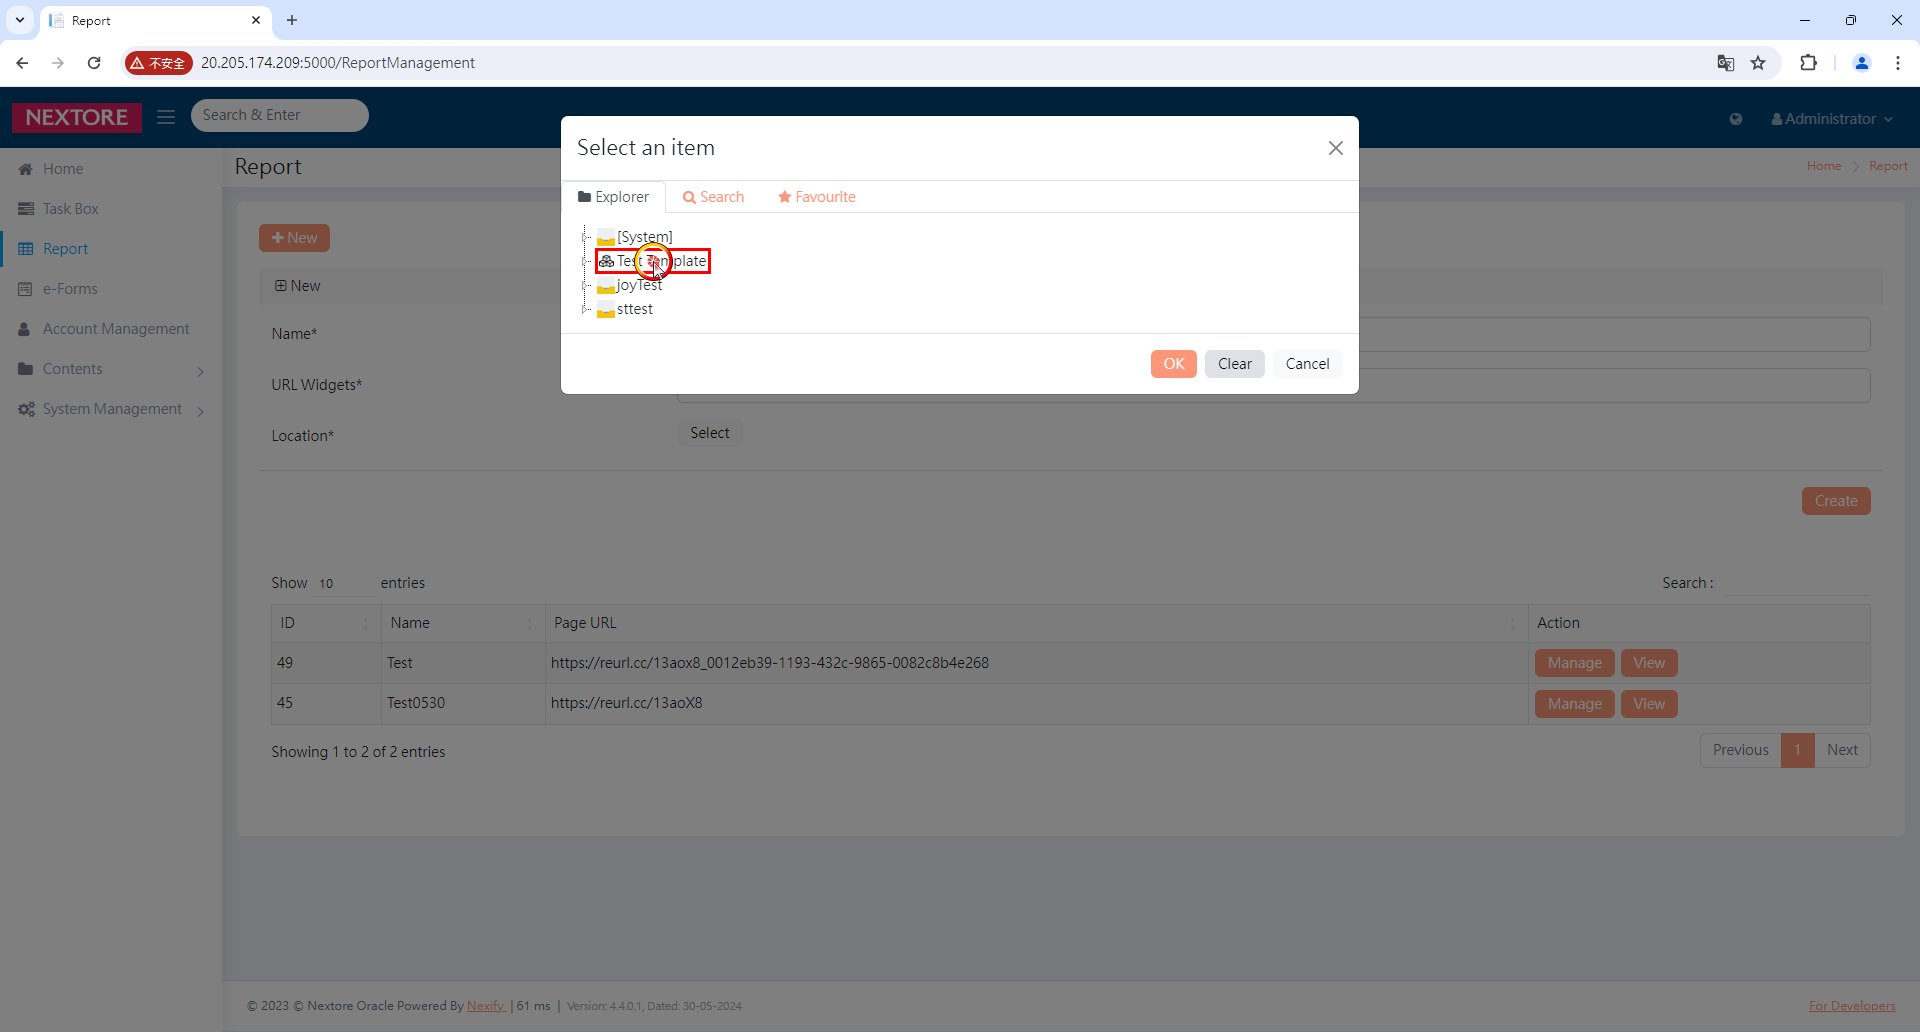 Report
不安全
20.205.174.209:5000/ReportManagement
NEXTORE
Search & Enter
Administrator
Home
Task Box
Report
e-Forms
Account Management
Contents
System Management
Report
Home
Report
New
New
Name*
URL Widgets*
Location*
Select
Create
Select an item
Explorer
Search
Favourite
[System]
Test Template
joyTest
sttest
OK
Clear
Cancel
Show 10 entries
Search :
ID Name Page URL Action
49 Test https://reurl.cc/13aox8_0012eb39-1193-432c-9865-0082c8b4e268 Manage View
45 Test0530 https://reurl.cc/13aoX8 Manage View
Showing 1 to 2 of 2 entries
Previous 1 Next
© 2023 © Nextore Oracle Powered By Nexify | 61 ms | Version: 4.4.0.1, Dated: 30-05-2024
For Developers